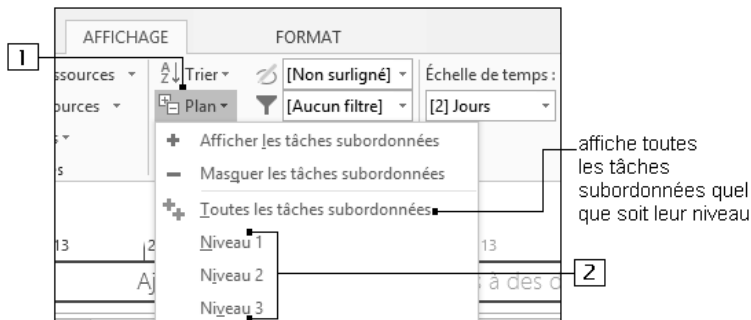 AFFICHAGE FORMAT
1
ssources Trier [Non surligné] Échelle de temps :
ources Plan [Aucun filtre] [2] Jours
s
Afficher les tâches subordonnées
Masquer les tâches subordonnées
Toutes les tâches subordonnées
affiche toutes
les tâches
subordonnées quel
que soit leur niveau
13 2 Niveau 1 13
Aj Niveau 2 s à des d
2
Niveau 3